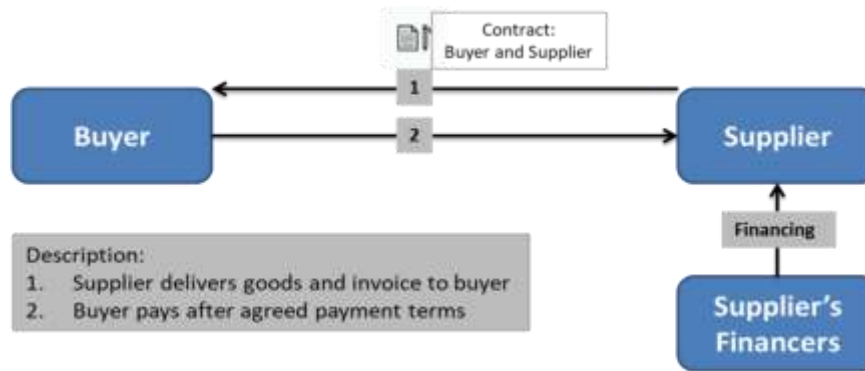 Contract:
Buyer and Supplier
1
Buyer
2
Supplier
Financing
Description:
1. Supplier delivers goods and invoice to buyer
2. Buyer pays after agreed payment terms
Supplier's
Financers